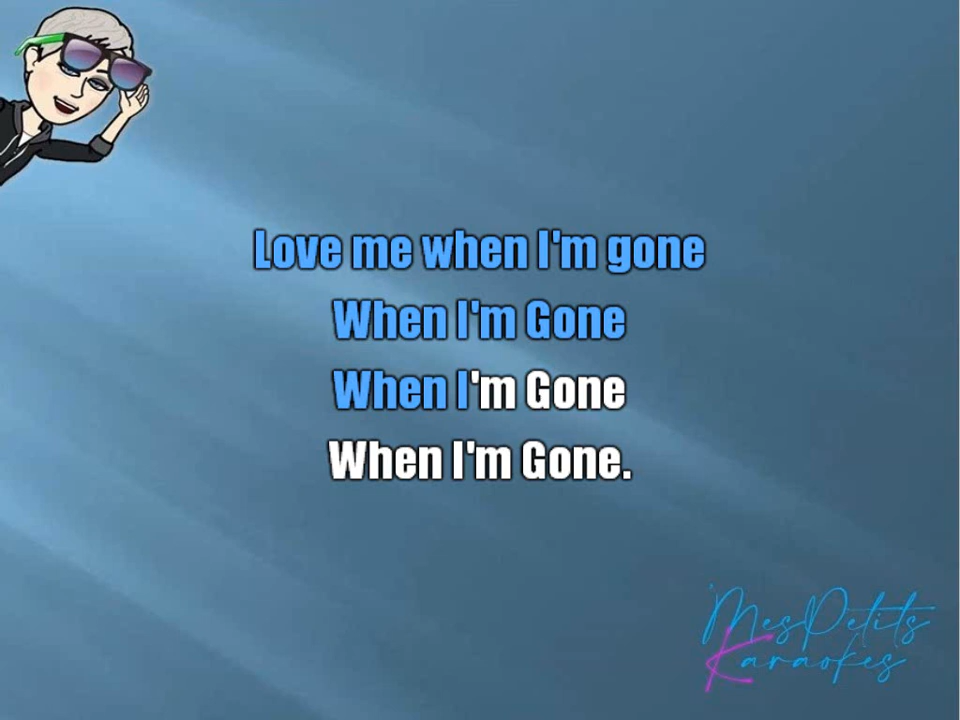 Love me when I'm gone
When I'm Gone
When I'm Gone
When I'm Gone.
MesPetits
Karaokes